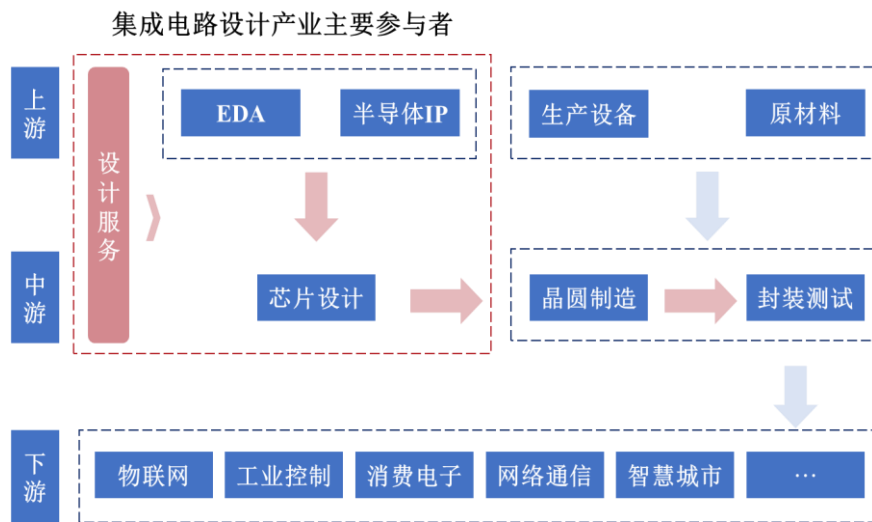 集成电路设计产业主要参与者
上游
设计服务
EDA
半导体IP
生产设备
原材料
中游
芯片设计
晶圆制造
封装测试
下游
物联网
工业控制
消费电子
网络通信
智慧城市
…